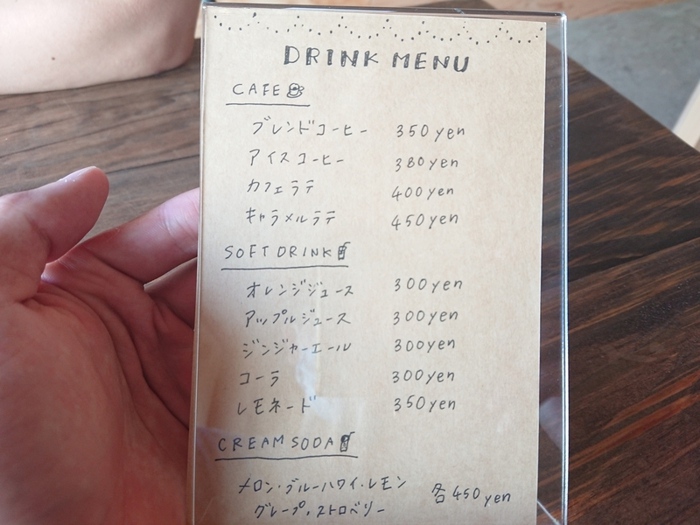 DRINK MENU
CAFE
ブレンドコーヒー 350yen
アイスコーヒー 380yen
カフェラテ 400yen
キャラメルラテ 450yen
SOFT DRINK
オレンジジュース 300yen
アップルジュース 300yen
ジンジャーエール 300yen
コーラ 300yen
レモネード 350yen
CREAM SODA
メロン・ブルーハワイ・レモン
グレープ・ストロベリー 各450yen